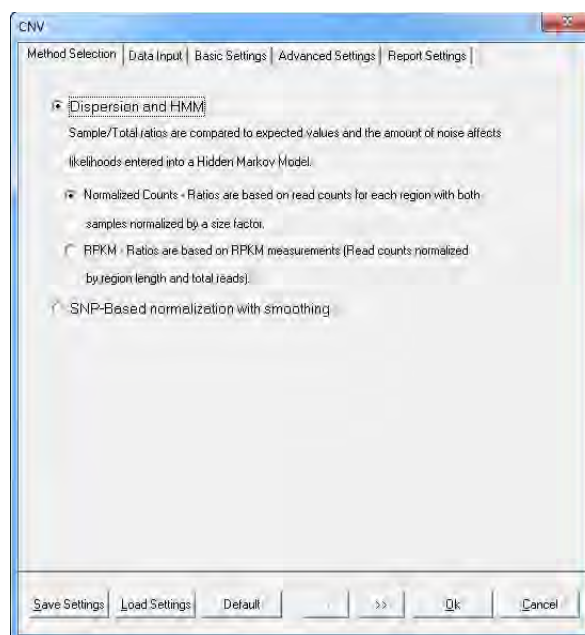 CNV
Method Selection Data Input Basic Settings Advanced Settings Report Settings
Dispersion and HMM
Sample/Total ratios are compared to expected values and the amount of noise affects
likelihoods entered into a Hidden Markov Model.
Normalized Counts - Ratios are based on read counts for each region with both
samples normalized by a size factor.
RPKM - Ratios are based on RPKM measurements (Read counts normalized
by region length and total reads).
SNP-Based normalization with smoothing
Save Settings Load Settings Default >> Ok Cancel